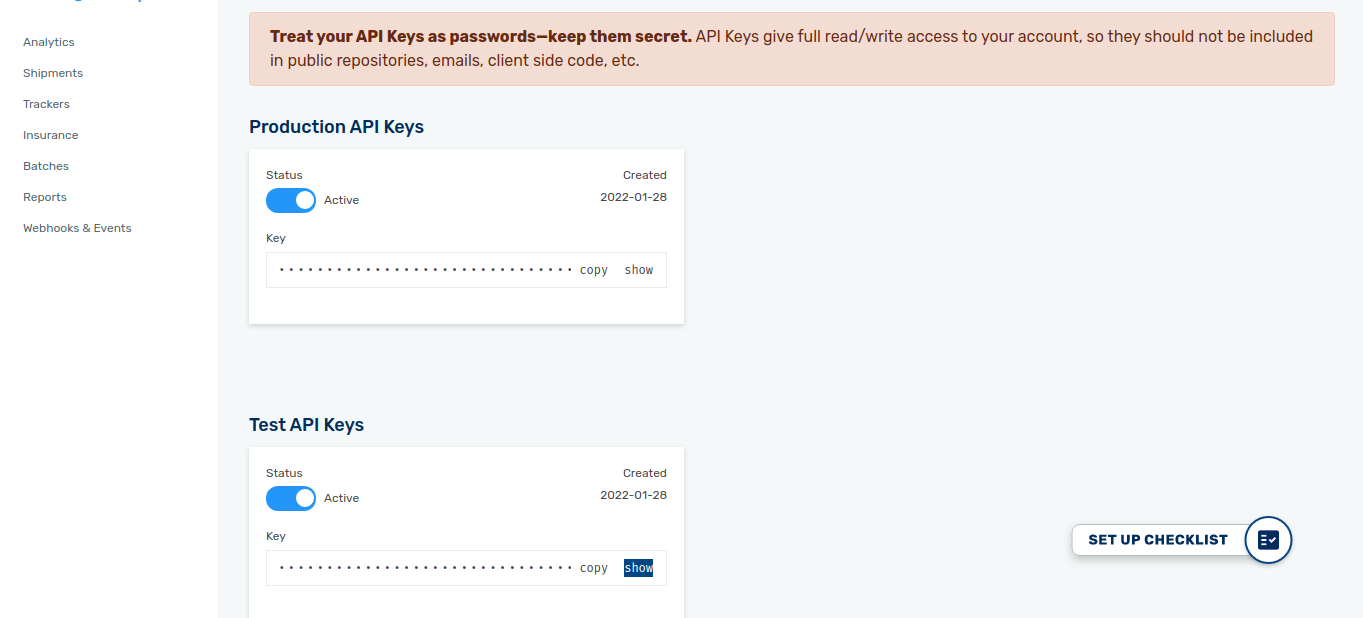 Analytics
Shipments
Trackers
Insurance
Batches
Reports
Webhooks & Events
Treat your API Keys as passwords—keep them secret. API Keys give full read/write access to your account, so they should not be included
in public repositories, emails, client side code, etc.
Production API Keys
Status
Created
Active
2022-01-28
Key
•••••••••••••••••••••••••••••••• copy show
Test API Keys
Status
Created
Active
2022-01-28
Key
•••••••••••••••••••••••••••••••• copy show
SET UP CHECKLIST